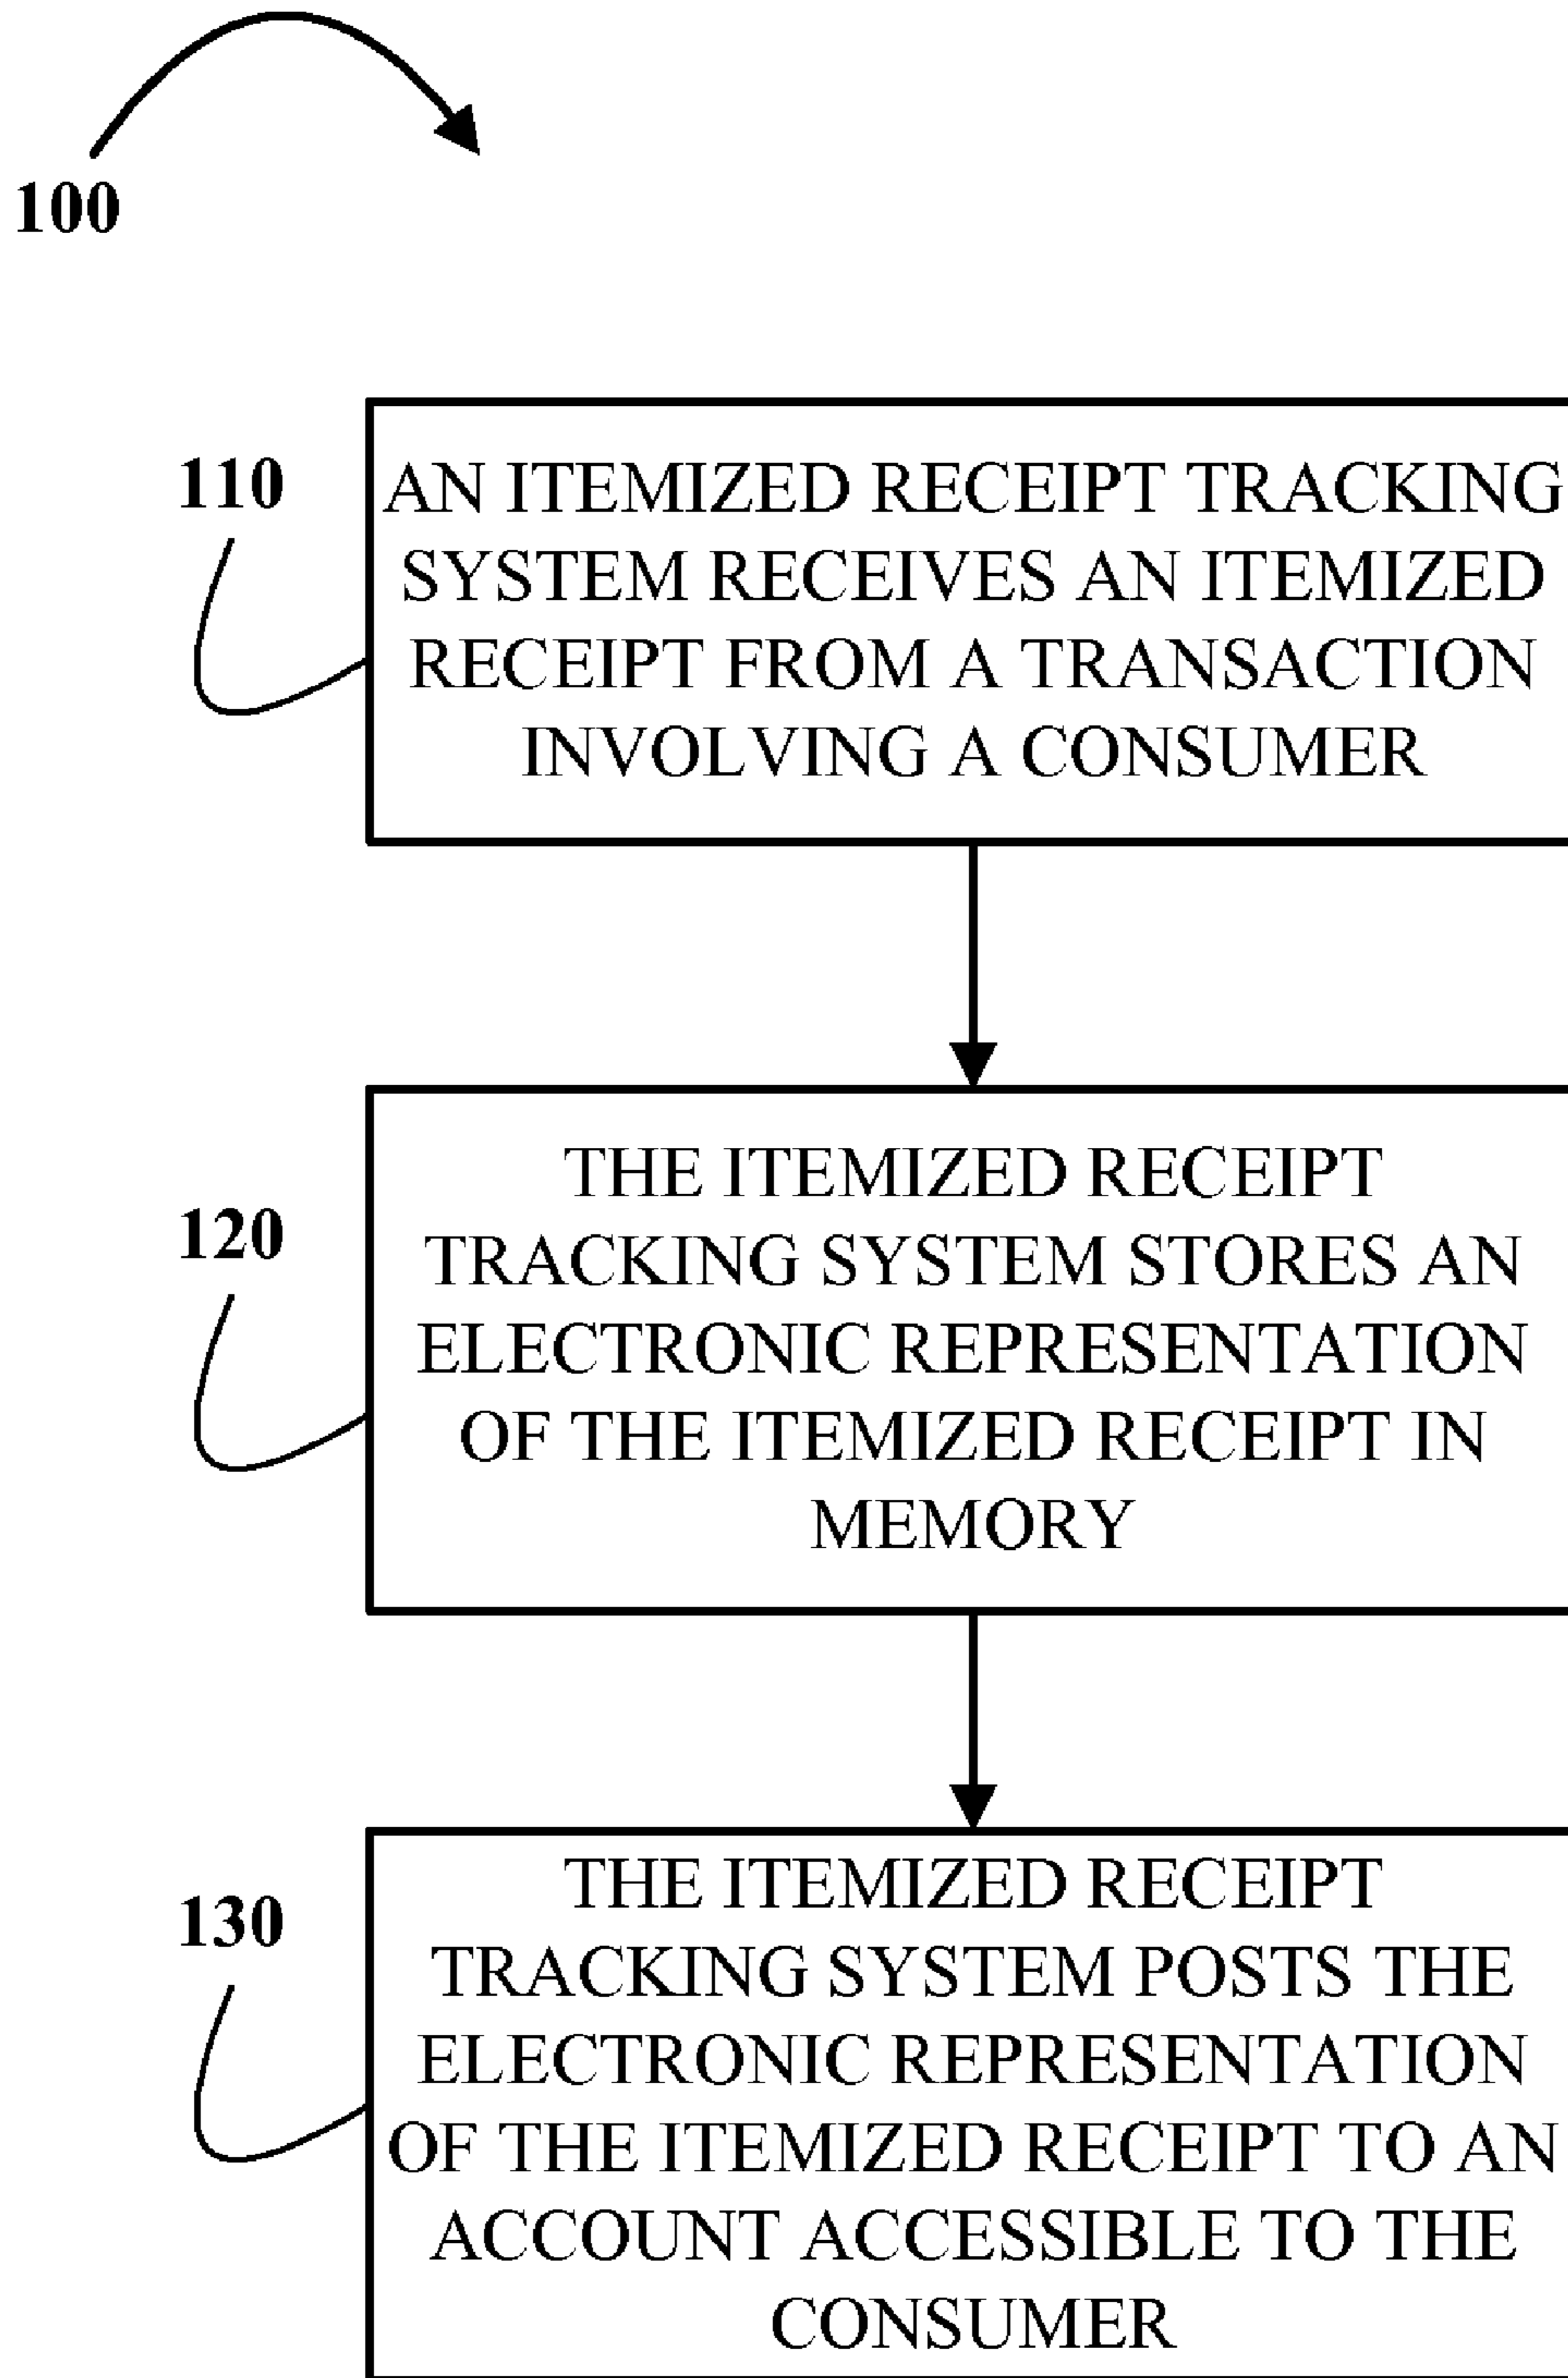 100
110
AN ITEMIZED RECEIPT TRACKING
SYSTEM RECEIVES AN ITEMIZED
RECEIPT FROM A TRANSACTION
INVOLVING A CONSUMER
120
THE ITEMIZED RECEIPT
TRACKING SYSTEM STORES AN
ELECTRONIC REPRESENTATION
OF THE ITEMIZED RECEIPT IN
MEMORY
130
THE ITEMIZED RECEIPT
TRACKING SYSTEM POSTS THE
ELECTRONIC REPRESENTATION
OF THE ITEMIZED RECEIPT TO AN
ACCOUNT ACCESSIBLE TO THE
CONSUMER